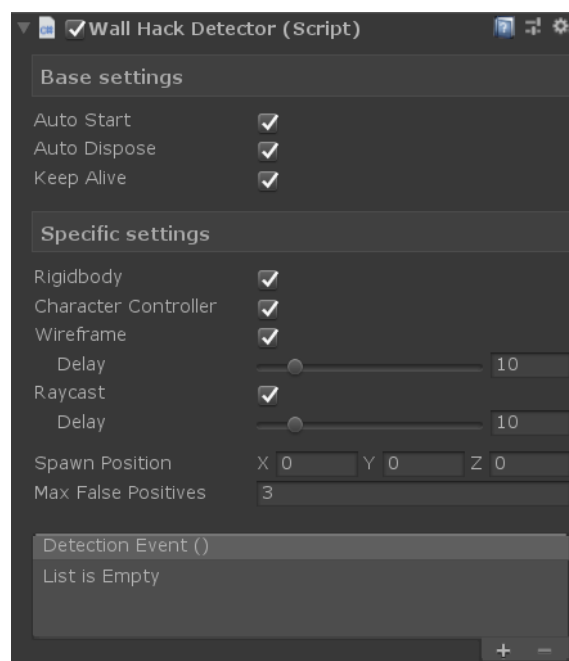 Wall Hack Detector (Script)
Base settings
Auto Start
Auto Dispose
Keep Alive
Specific settings
Rigidbody
Character Controller
Wireframe
Delay 10
Raycast
Delay 10
Spawn Position X 0 Y 0 Z 0
Max False Positives 3
Detection Event ()
List is Empty